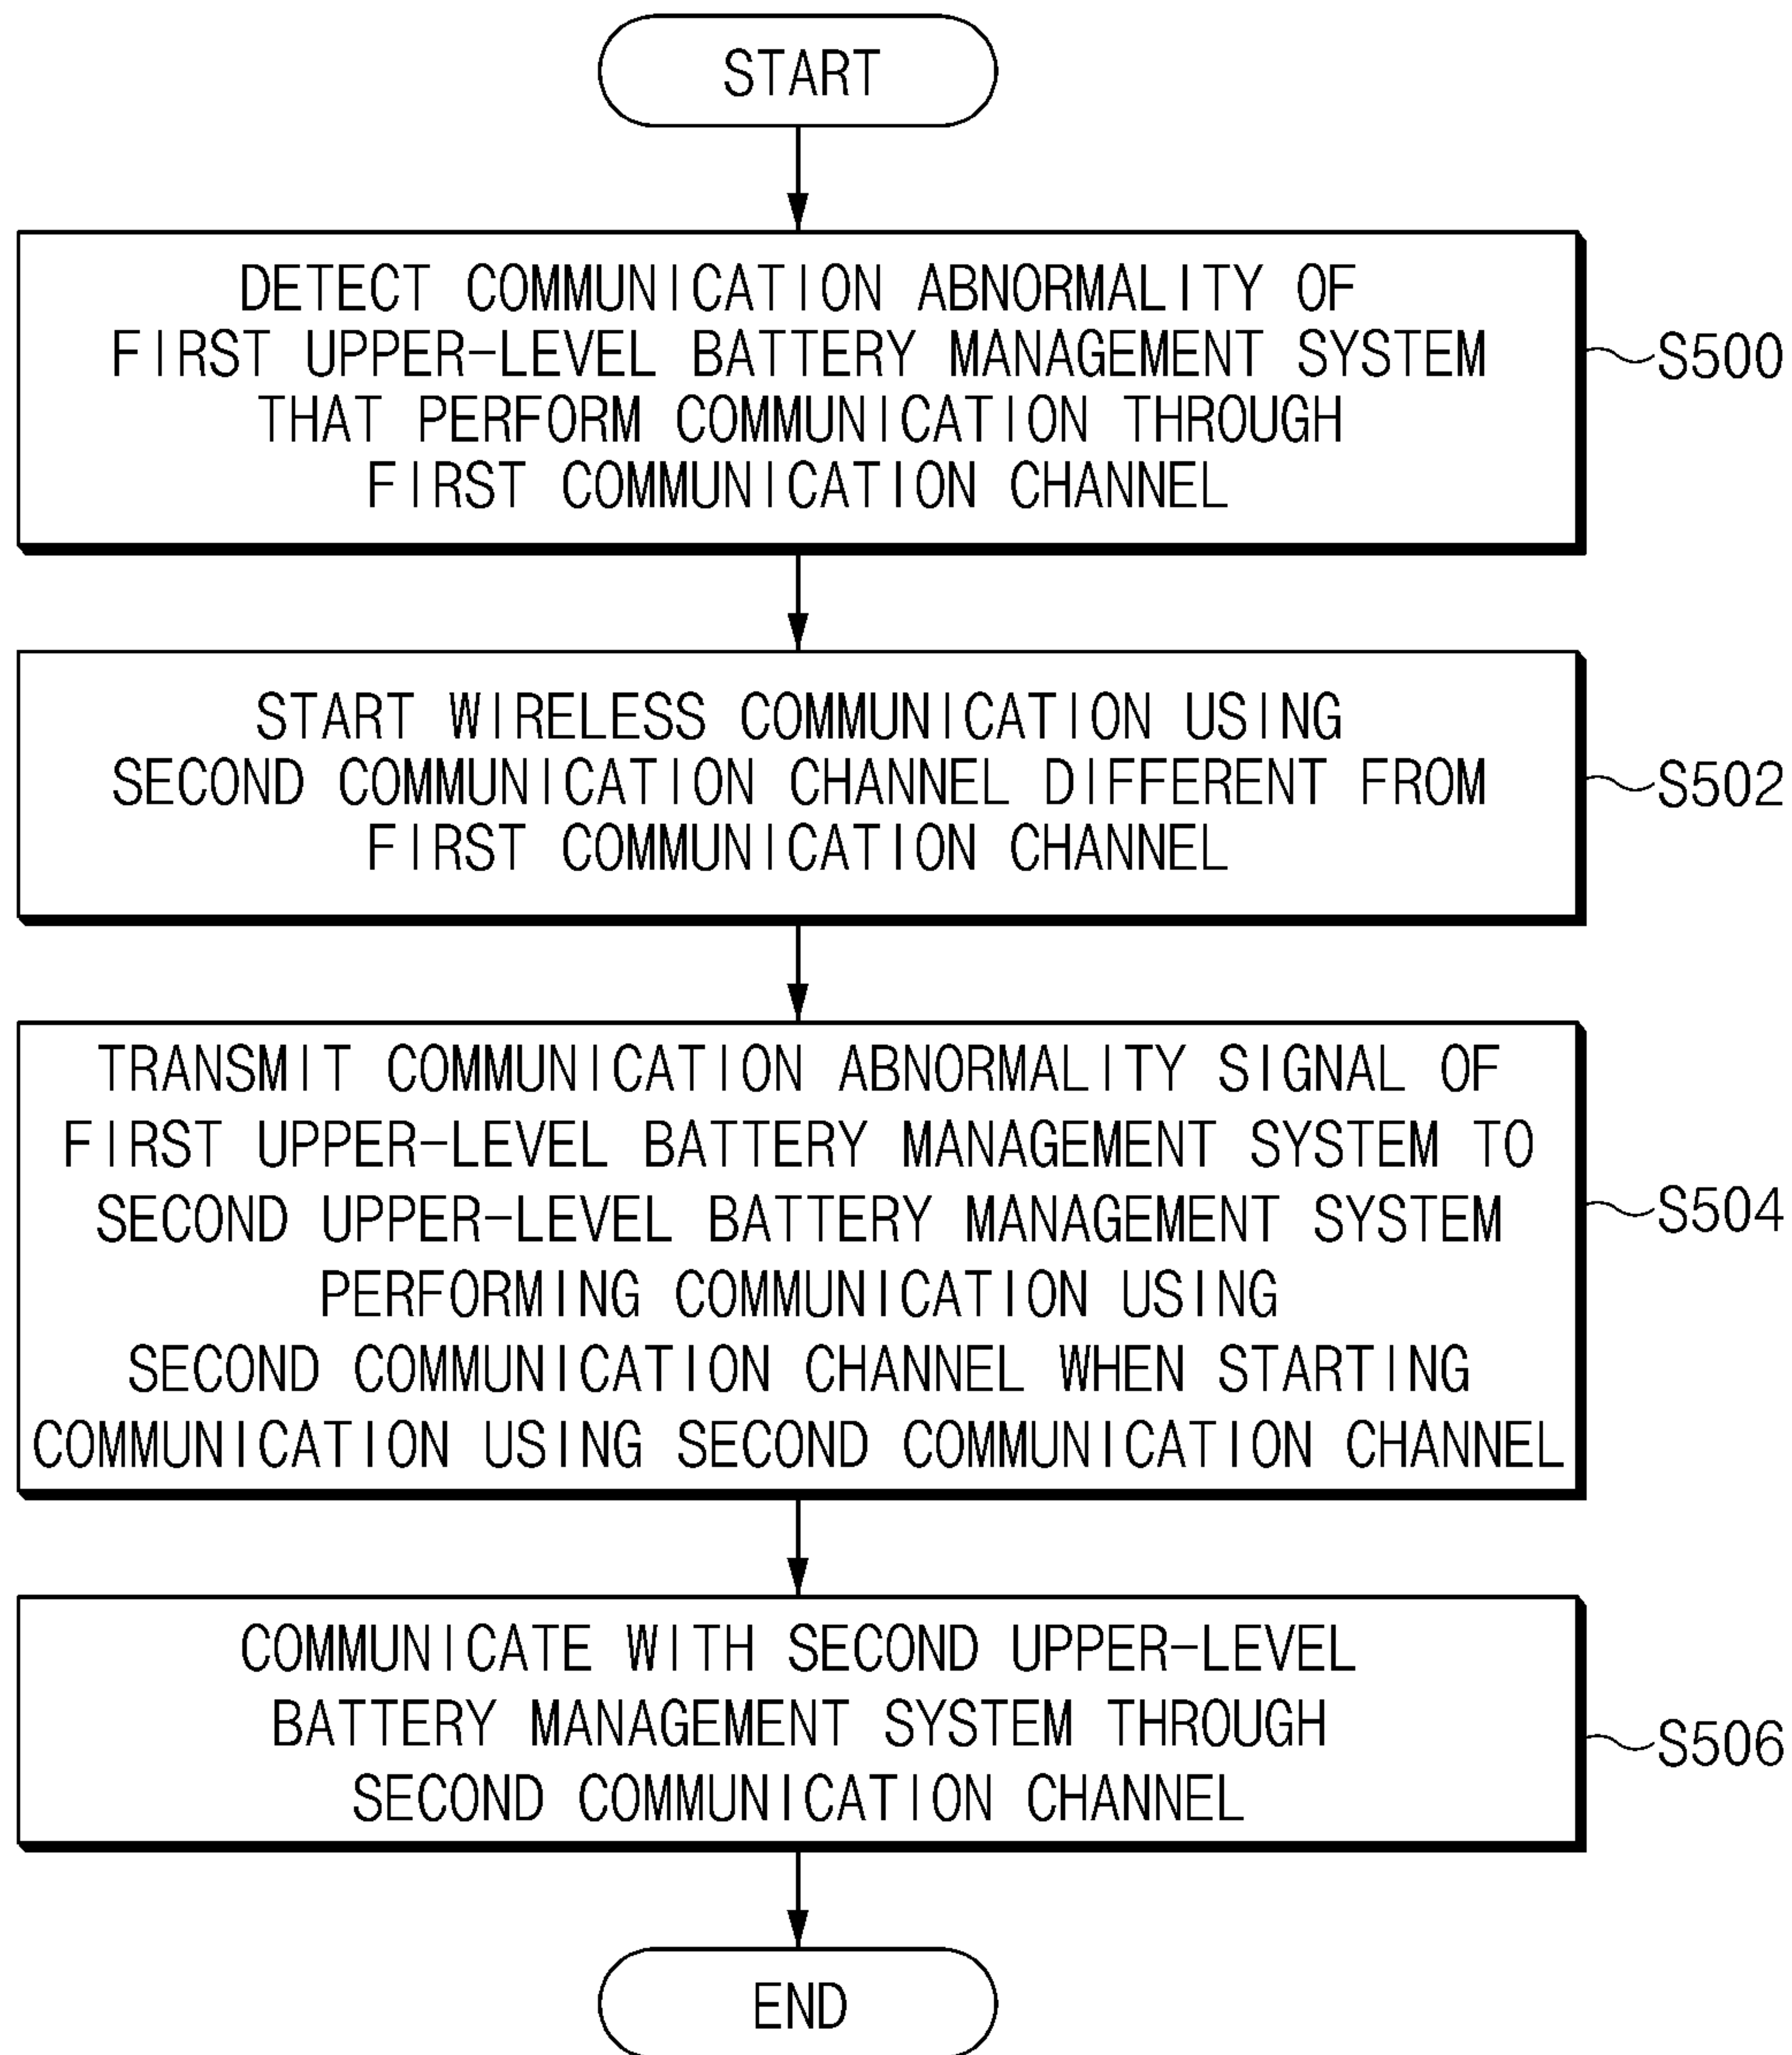 START
DETECT COMMUNICATION ABNORMALITY OF
FIRST UPPER-LEVEL BATTERY MANAGEMENT SYSTEM
THAT PERFORM COMMUNICATION THROUGH
FIRST COMMUNICATION CHANNEL
S500
START WIRELESS COMMUNICATION USING
SECOND COMMUNICATION CHANNEL DIFFERENT FROM
FIRST COMMUNICATION CHANNEL
S502
TRANSMIT COMMUNICATION ABNORMALITY SIGNAL OF
FIRST UPPER-LEVEL BATTERY MANAGEMENT SYSTEM TO
SECOND UPPER-LEVEL BATTERY MANAGEMENT SYSTEM
PERFORMING COMMUNICATION USING
SECOND COMMUNICATION CHANNEL WHEN STARTING
COMMUNICATION USING SECOND COMMUNICATION CHANNEL
S504
COMMUNICATE WITH SECOND UPPER-LEVEL
BATTERY MANAGEMENT SYSTEM THROUGH
SECOND COMMUNICATION CHANNEL
S506
END